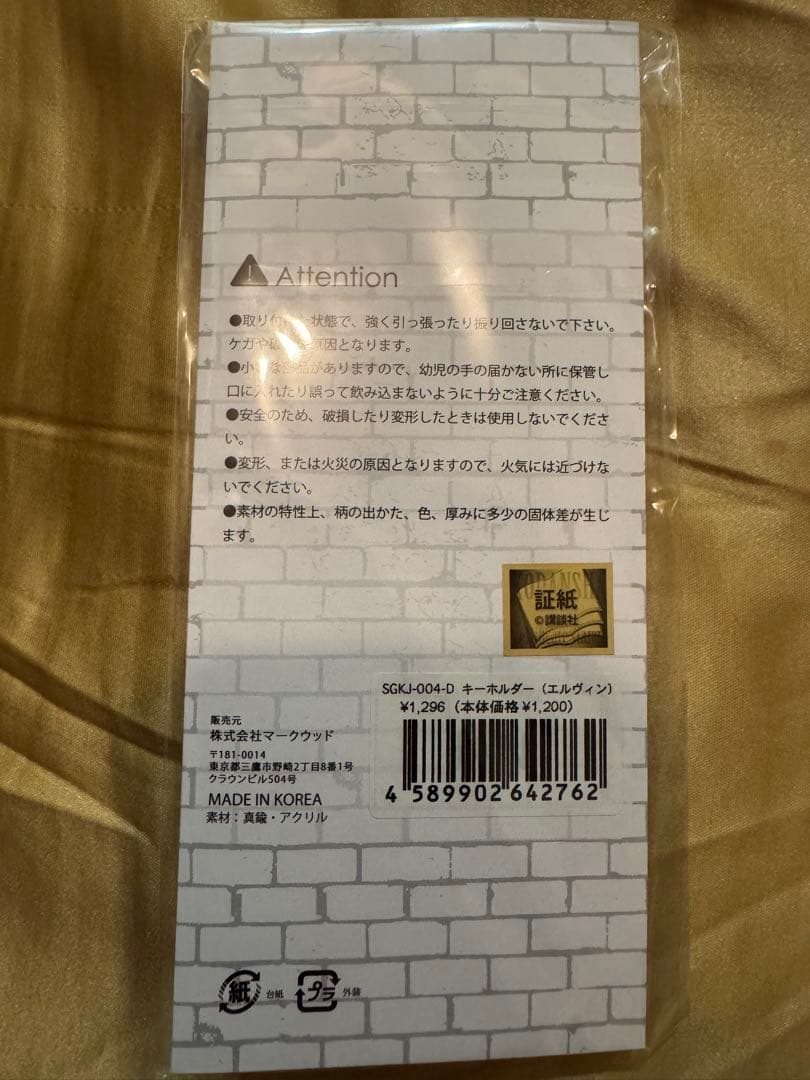 Attention
●取り付けた状態で、強く引っ張ったり振り回さないで下さい。
ケガや破損の原因となります。
●小さな部品がありますので、幼児の手の届かない所に保管し
口に入れたり誤って飲み込まないように十分ご注意ください。
●安全のため、破損したり変形したときは使用しないでくださ
い。
●変形、または火災の原因となりますので、火気には近づけな
いでください。
●素材の特性上、柄の出かた、色、厚みに多少の固体差が生じ
ます。
KODANSHA
証紙
©講談社
SGKJ-004-D キーホルダー（エルヴィン）
¥1,296（本体価格¥1,200）
4 589902 642762
販売元
株式会社マークウッド
〒181-0014
東京都三鷹市野崎2丁目8番1号
クラウンビル504号
MADE IN KOREA
素材：真鍮・アクリル
紙 台紙 プラ 外装